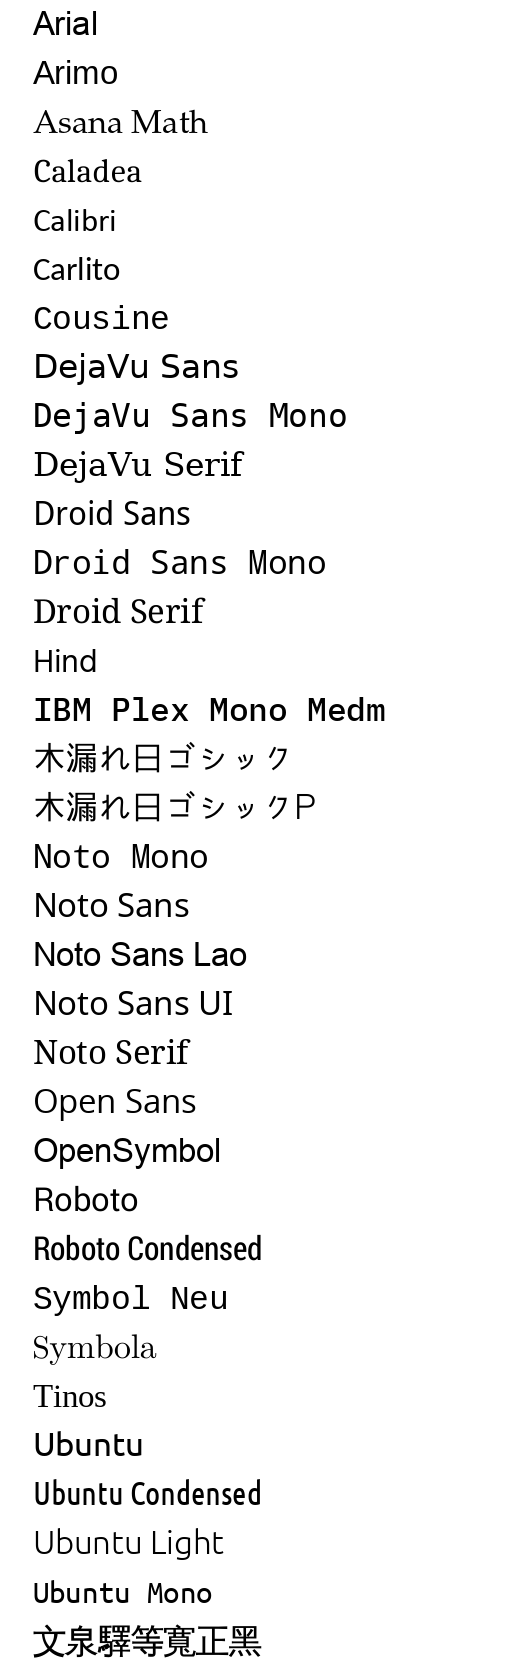 Arial
Arimo
Asana Math
Caladea
Calibri
Carlito
Cousine
DejaVu Sans
DejaVu Sans Mono
DejaVu Serif
Droid Sans
Droid Sans Mono
Droid Serif
Hind
IBM Plex Mono Medm
木漏れ日ゴシック
木漏れ日ゴシックP
Noto Mono
Noto Sans
Noto Sans Lao
Noto Sans UI
Noto Serif
Open Sans
OpenSymbol
Roboto
Roboto Condensed
Symbol Neu
Symbola
Tinos
Ubuntu
Ubuntu Condensed
Ubuntu Light
Ubuntu Mono
文泉驛等寬正黑